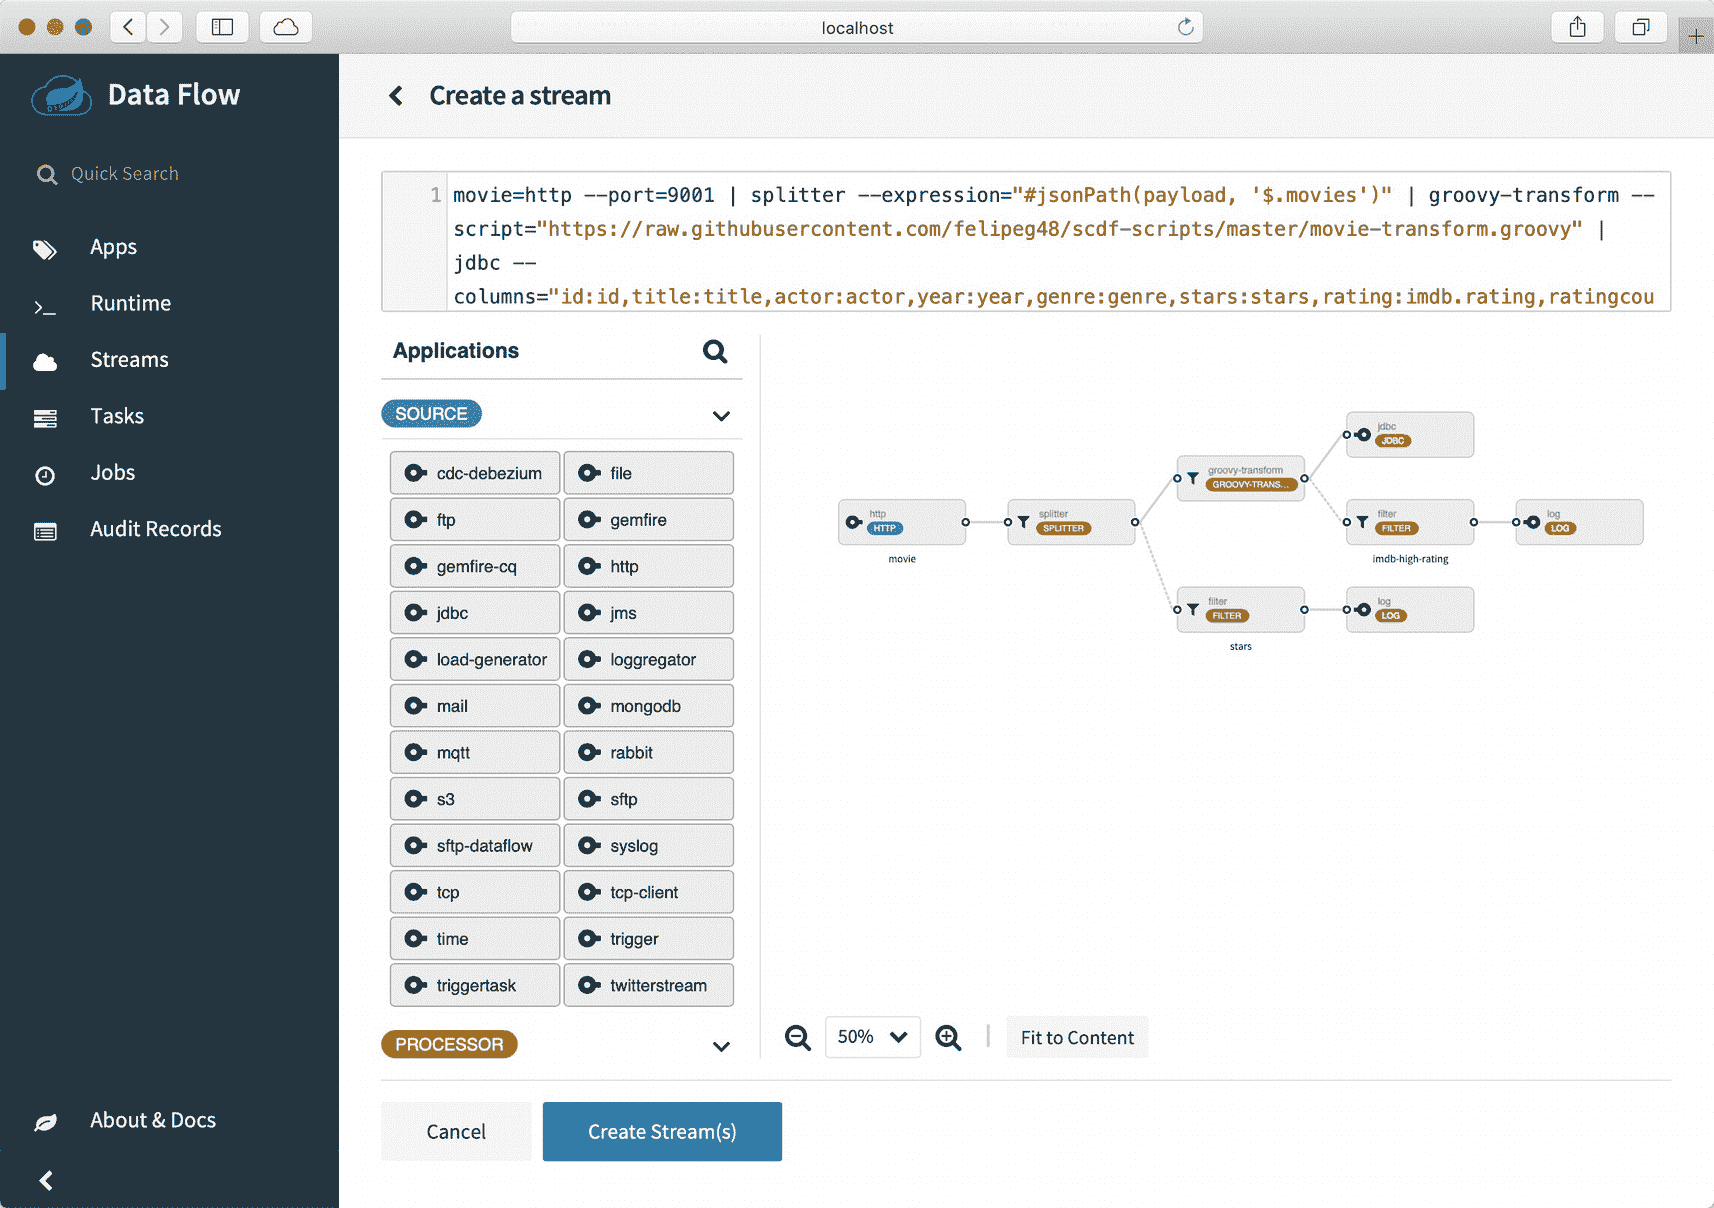 localhost
Data Flow
Create a stream
Quick Search
Apps
Runtime
Streams
Tasks
Jobs
Audit Records
About & Docs
1
movie=http --port=9001 | splitter --expression="#jsonPath(payload, '$.movies')" | groovy-transform --
script="https://raw.githubusercontent.com/felipeg48/scdf-scripts/master/movie-transform.groovy" |
jdbc --
columns="id:id,title:title,actor:actor,year:year,genre:genre,stars:stars,rating:imdb.rating,ratingcou
Applications
SOURCE
cdc-debezium
file
ftp
gemfire
gemfire-cq
http
jdbc
jms
load-generator
loggregator
mail
mongodb
mqtt
rabbit
s3
sftp
sftp-dataflow
syslog
tcp
tcp-client
time
trigger
triggertask
twitterstream
PROCESSOR
http
HTTP
movie
splitter
SPLITTER
groovy-transform
GROOVY-TRANS...
jdbc
JDBC
filter
FILTER
imdb-high-rating
log
LOG
filter
FILTER
stars
log
LOG
50%
Fit to Content
Cancel
Create Stream(s)